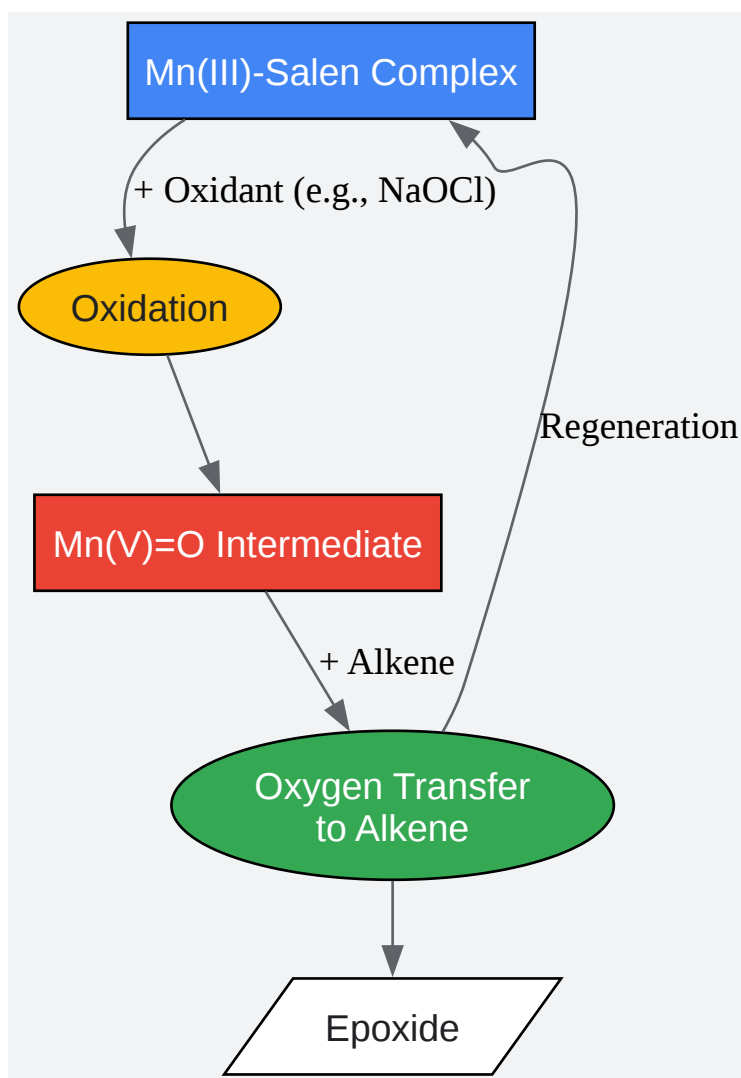 Mn(III)-Salen Complex
+ Oxidant (e.g., NaOCl)
Oxidation
Regeneration
Mn(V)=O Intermediate
+ Alkene
Oxygen Transfer
to Alkene
Epoxide